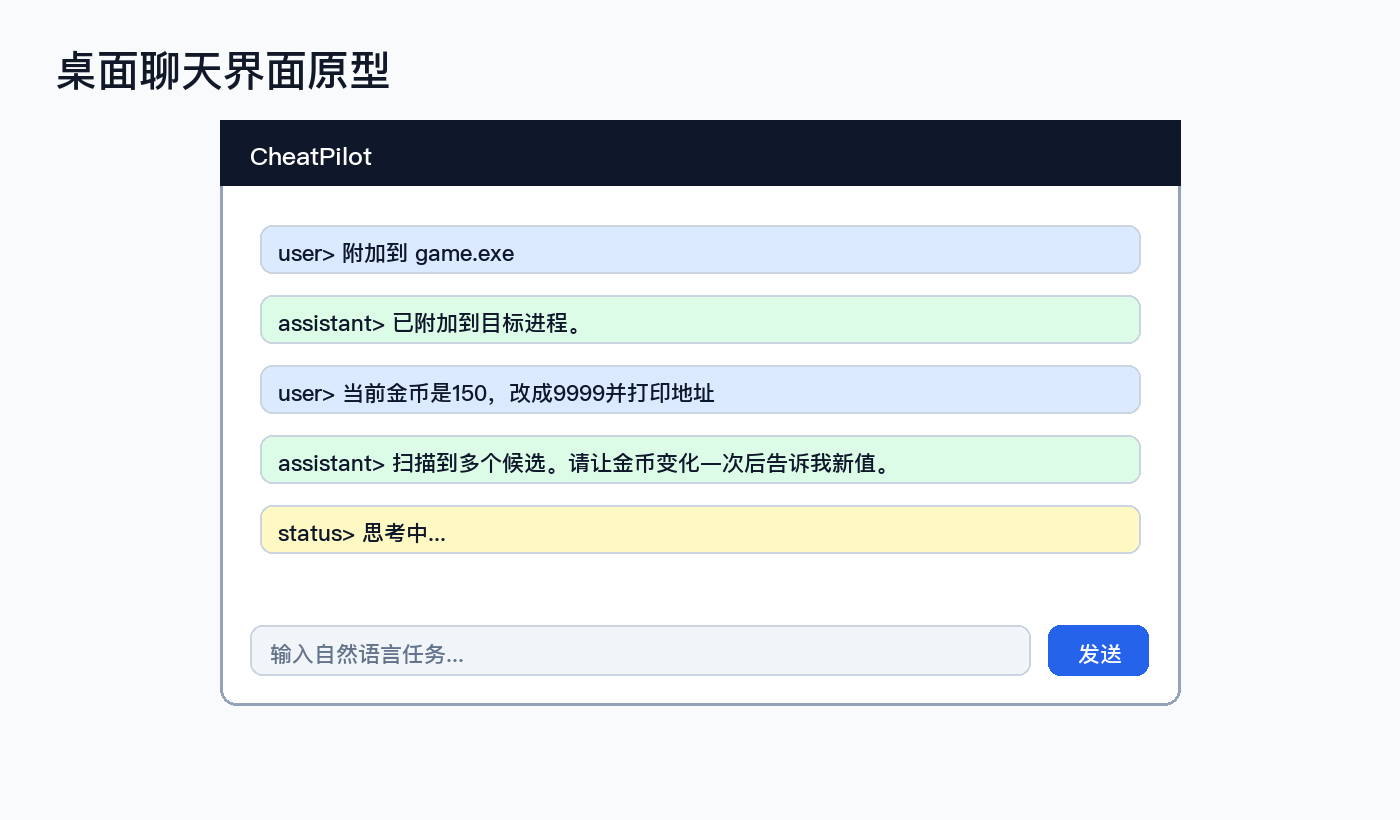 桌面聊天界面原型
CheatPilot
user> 附加到 game.exe
assistant> 已附加到目标进程。
user> 当前金币是150，改成9999并打印地址
assistant> 扫描到多个候选。请让金币变化一次后告诉我新值。
status> 思考中...
输入自然语言任务...
发送